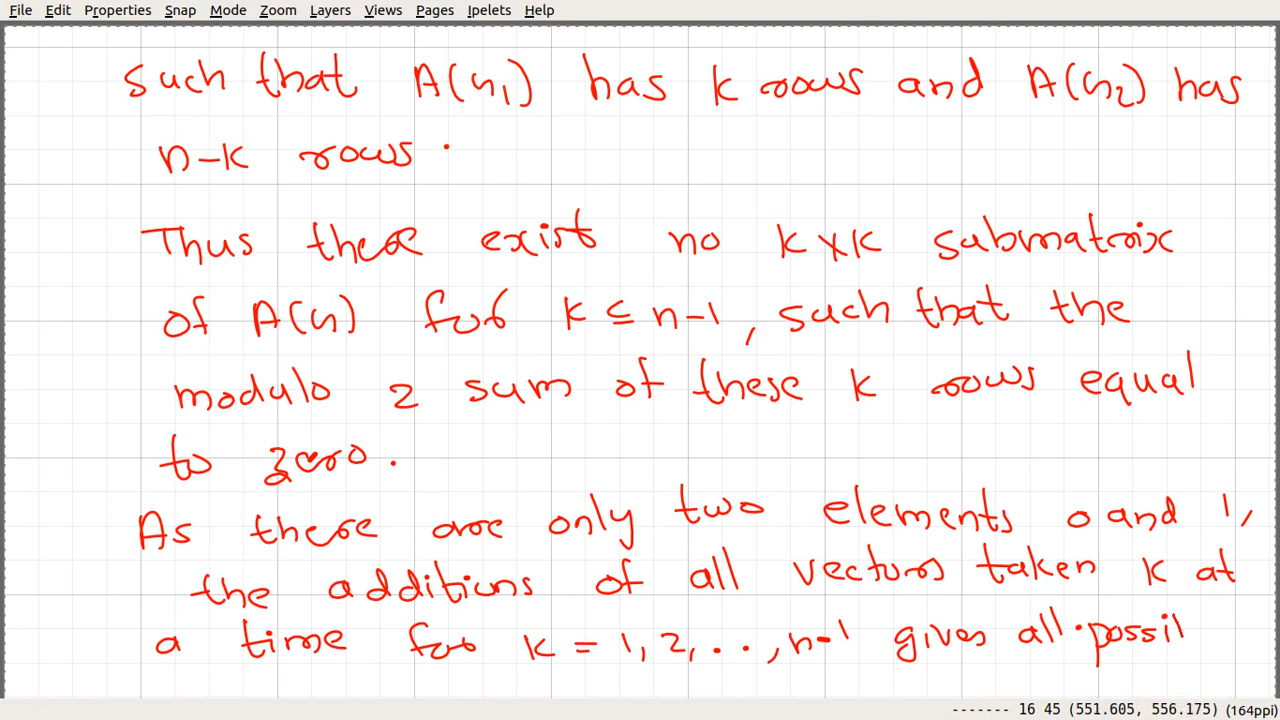 File Edit Properties Snap Mode Zoom Layers Views Pages Ipelets Help
such that A(G₁) has k rows and A(G₂) has
n-k rows.
Thus there exist no k×k submatrix
of A(G) for k ≤ n-1, such that the
modulo 2 sum of these k rows equal
to zero.
As there are only two elements 0 and 1,
the additions of all vectors taken k at
a time for k = 1, 2, ..., n-1 gives all possil
------- 16 45 (551.605, 556.175) (164ppi)